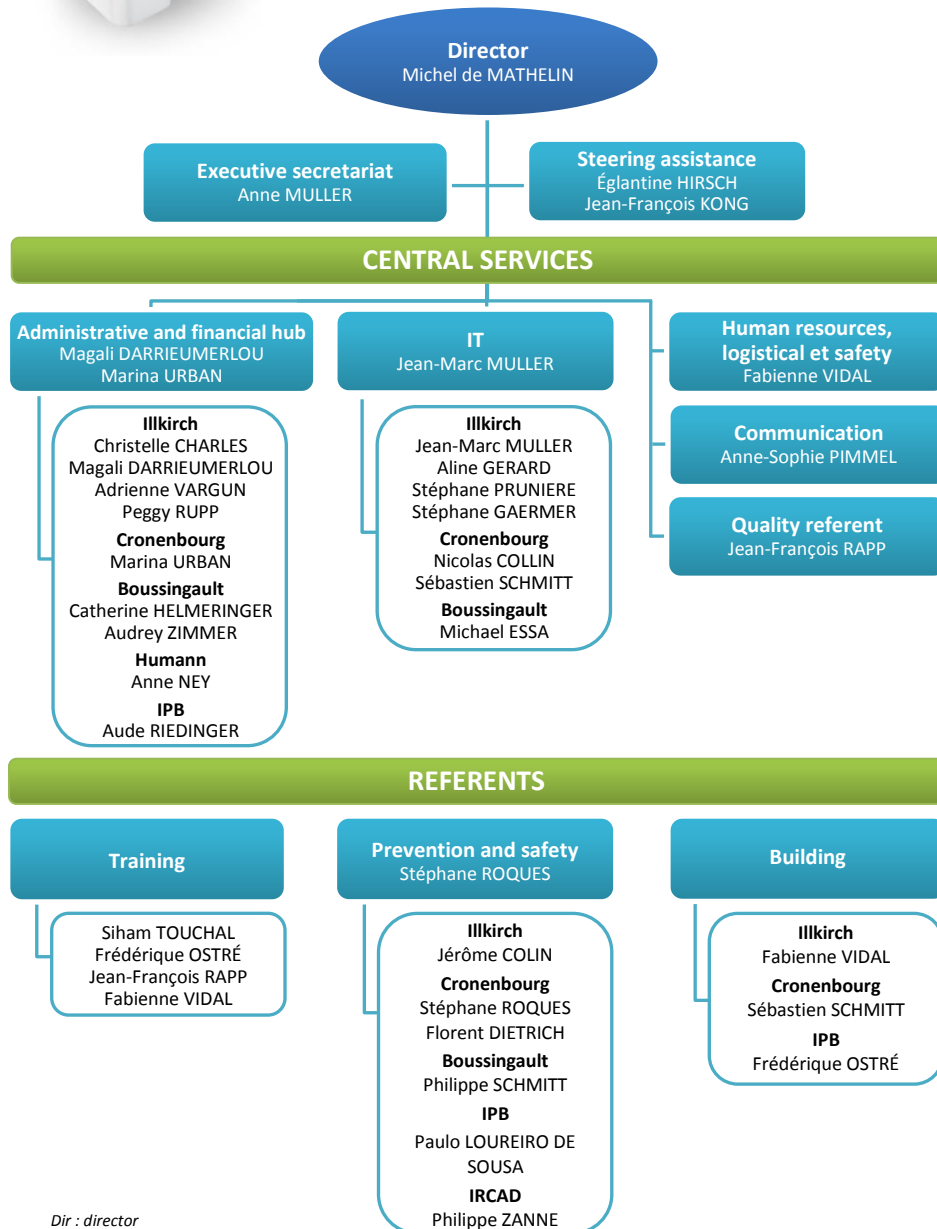 Director
Michel de MATHELIN
Executive secretariat
Anne MULLER
Steering assistance
Églantine HIRSCH
Jean-François KONG
CENTRAL SERVICES
Administrative and financial hub
Magali DARRIEUMERLOU
Marina URBAN
Illkirch
Christelle CHARLES
Magali DARRIEUMERLOU
Adrienne VARGUN
Peggy RUPP
Cronenbourg
Marina URBAN
Boussingault
Catherine HELMERINGER
Audrey ZIMMER
Humann
Anne NEY
IPB
Aude RIEDINGER
IT
Jean-Marc MULLER
Illkirch
Jean-Marc MULLER
Aline GERARD
Stéphane PRUNIERE
Stéphane GAERMER
Cronenbourg
Nicolas COLLIN
Sébastien SCHMITT
Boussingault
Michael ESSA
Human resources,
logistical et safety
Fabienne VIDAL
Communication
Anne-Sophie PIMMEL
Quality referent
Jean-François RAPP
REFERENTS
Training
Siham TOUCHAL
Frédérique OSTRÉ
Jean-François RAPP
Fabienne VIDAL
Prevention and safety
Stéphane ROQUES
Illkirch
Jérôme COLIN
Cronenbourg
Stéphane ROQUES
Florent DIETRICH
Boussingault
Philippe SCHMITT
IPB
Paulo LOUREIRO DE
SOUSA
IRCAD
Philippe ZANNE
Building
Illkirch
Fabienne VIDAL
Cronenbourg
Sébastien SCHMITT
IPB
Frédérique OSTRÉ
Dir : director